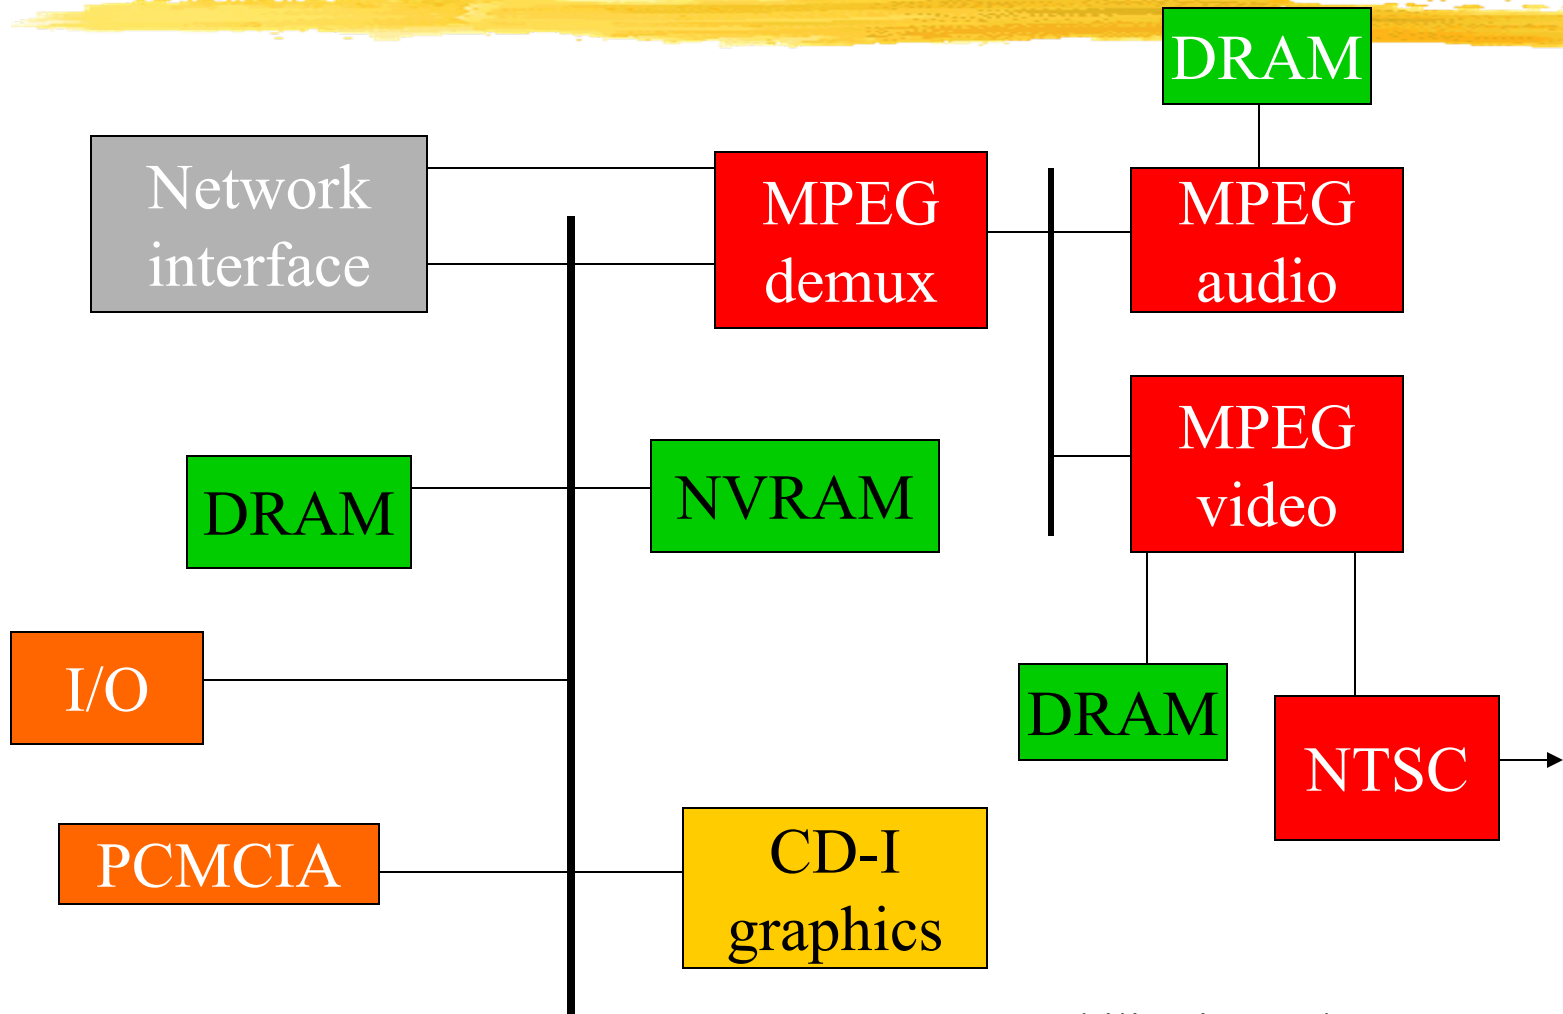 DRAM
Network
interface
MPEG
demux
MPEG
audio
MPEG
video
DRAM
NVRAM
I/O
DRAM
NTSC
PCMCIA
CD-I
graphics